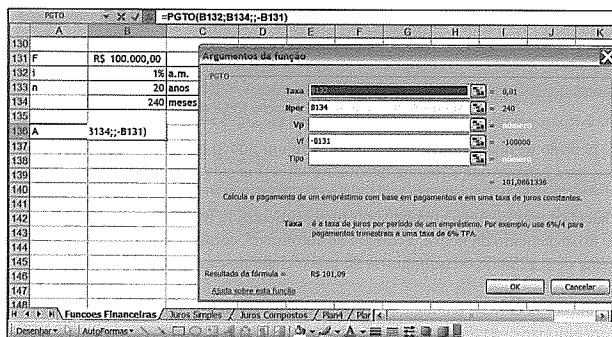 PGTO =PGTO(B132;B134;;-B131)
A B C D E F G H I J K
130
131 F R$ 100.000,00
132 i 1% a.m.
133 n 20 anos
134 240 meses
135
136 A B134;;-B131)
137
138
139
140
141
142
143
144
145
146
147
148
Argumentos da função
PGTO
Taxa B132 = 0,01
Nper B134 = 240
Vp = número
Vf -B131 = -100000
Tipo = número
= 101,0861336
Calcula o pagamento de um empréstimo com base em pagamentos e em uma taxa de juros constantes.
Taxa é a taxa de juros por período de um empréstimo. Por exemplo, use 6%/4 para
pagamentos trimestrais a uma taxa de 6% TPA.
Resultado da fórmula = R$ 101,09
Ajuda sobre esta função OK Cancelar
Funcoes Financeiras Juros Simples Juros Compostos Plan4 Plar
Desenhar AutoFormas